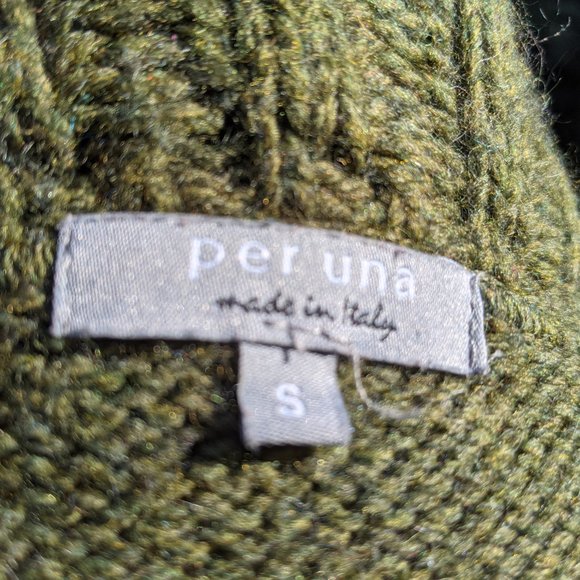 per una
made in Italy
S